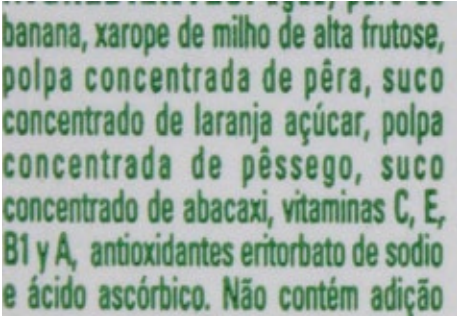 banana, xarope de milho de alta frutose,
polpa concentrada de pêra, suco
concentrado de laranja açúcar, polpa
concentrada de pêssego, suco
concentrado de abacaxi, vitaminas C, E,
B1 y A, antioxidantes eritorbato de sodio
e ácido ascórbico. Não contém adição